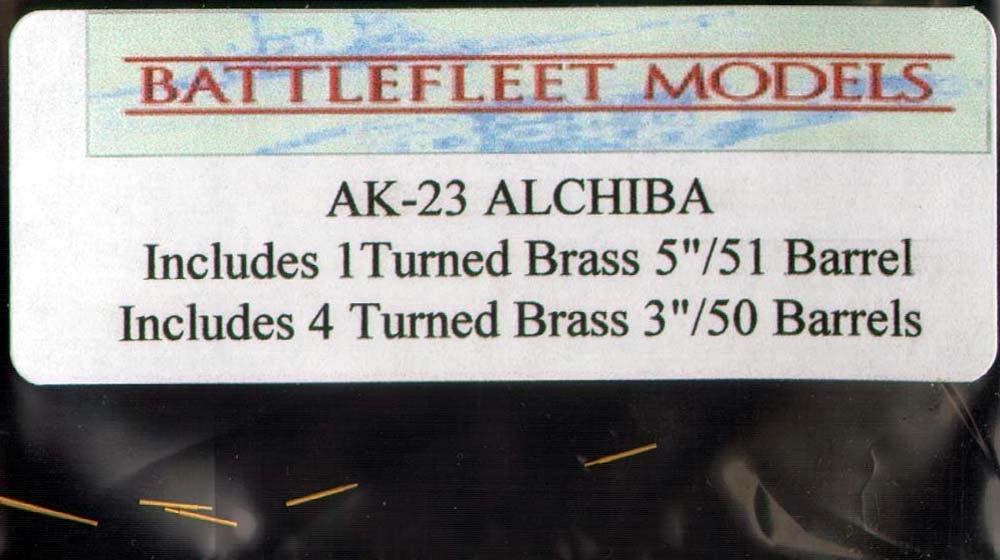 BATTLEFLEET MODELS
AK-23 ALCHIBA
Includes 1Turned Brass 5"/51 Barrel
Includes 4 Turned Brass 3"/50 Barrels